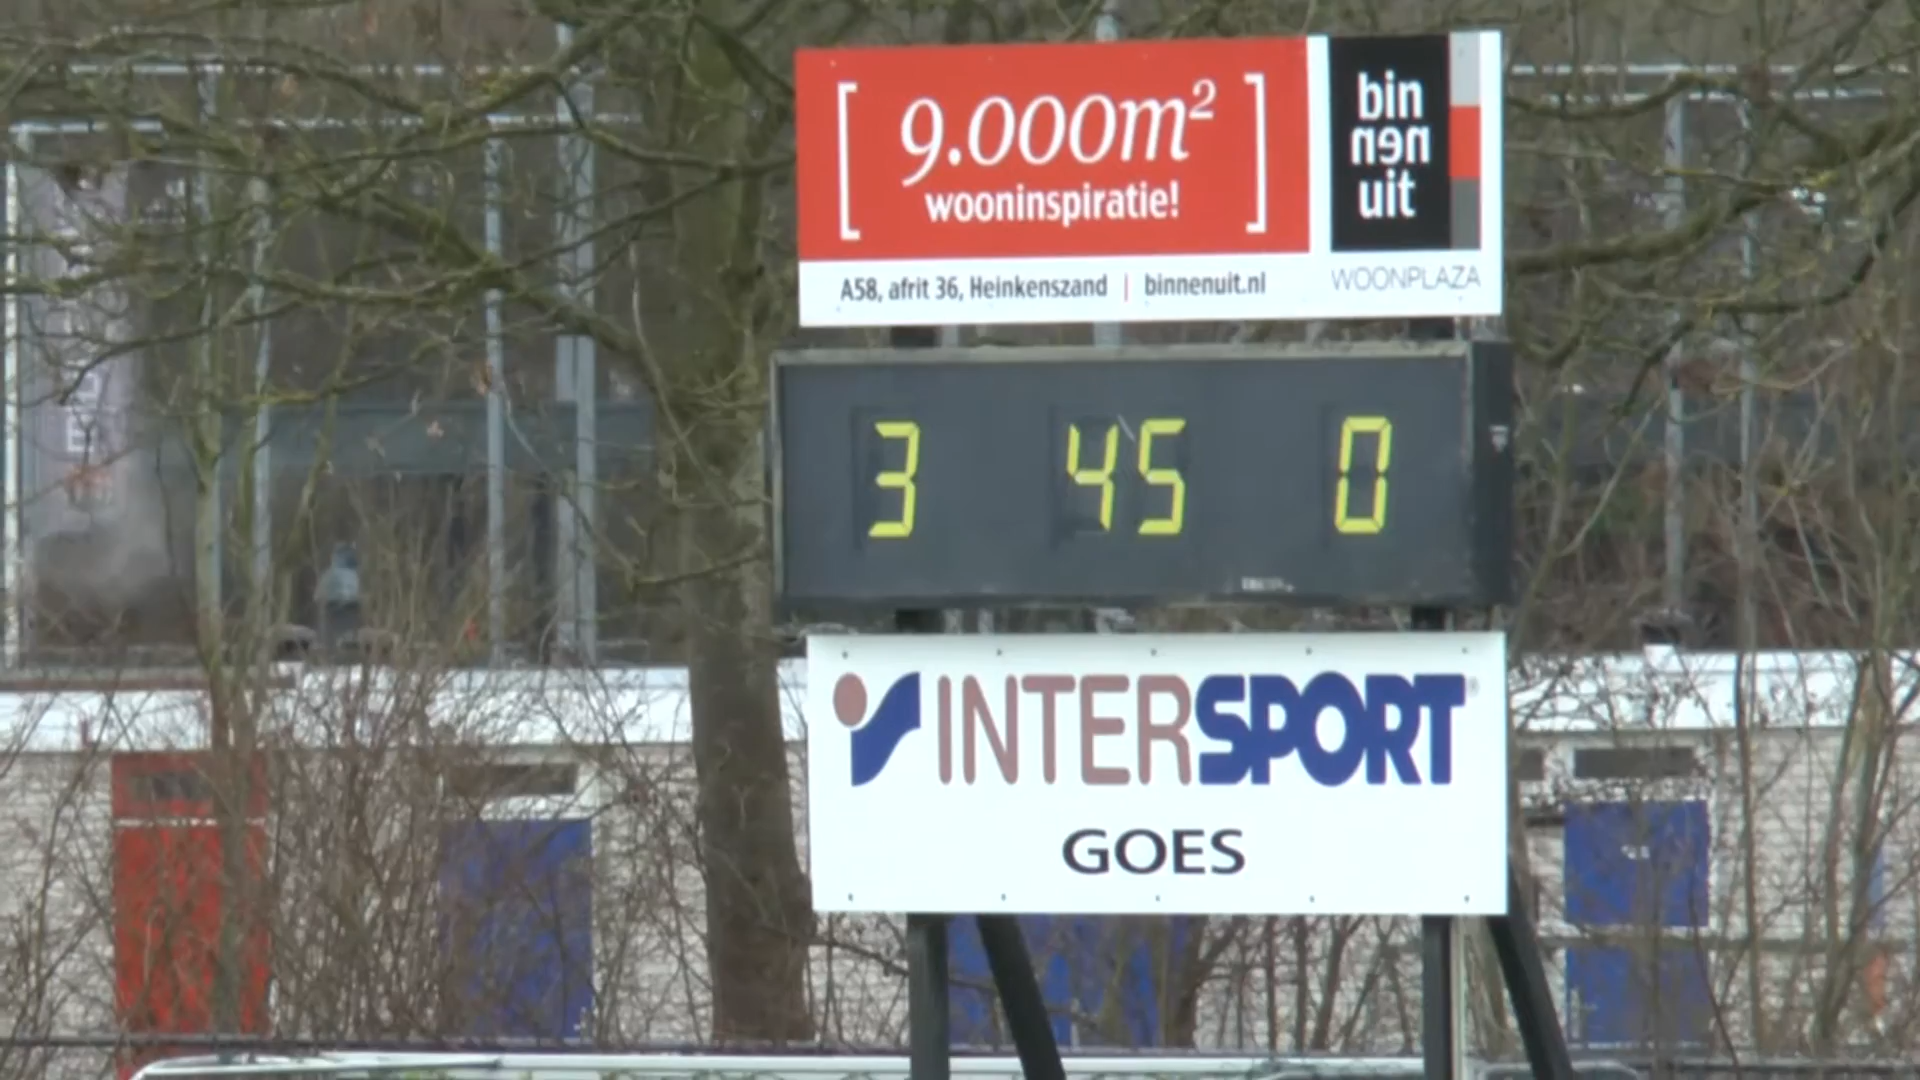 [ 9.000m² ]
wooninspiratie!
bin
nen
uit
A58, afrit 36, Heinkenszand | binnenuit.nl
WOONPLAZA
3 45 0
INTERSPORT
GOES